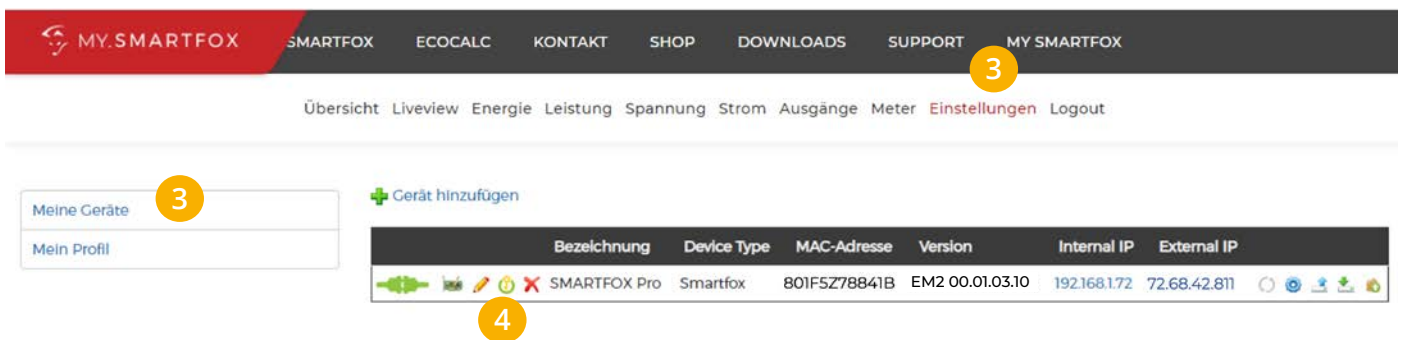 MY.SMARTFOX SMARTFOX ECOCALC KONTAKT SHOP DOWNLOADS SUPPORT MY SMARTFOX
3
Übersicht Liveview Energie Leistung Spannung Strom Ausgänge Meter Einstellungen Logout
Meine Geräte 3
Mein Profil
Gerät hinzufügen
Bezeichnung Device Type MAC-Adresse Version Internal IP External IP
SMARTFOX Pro Smartfox 801F5Z78841B EM2 00.01.03.10 192.168.1.72 72.68.42.811
4